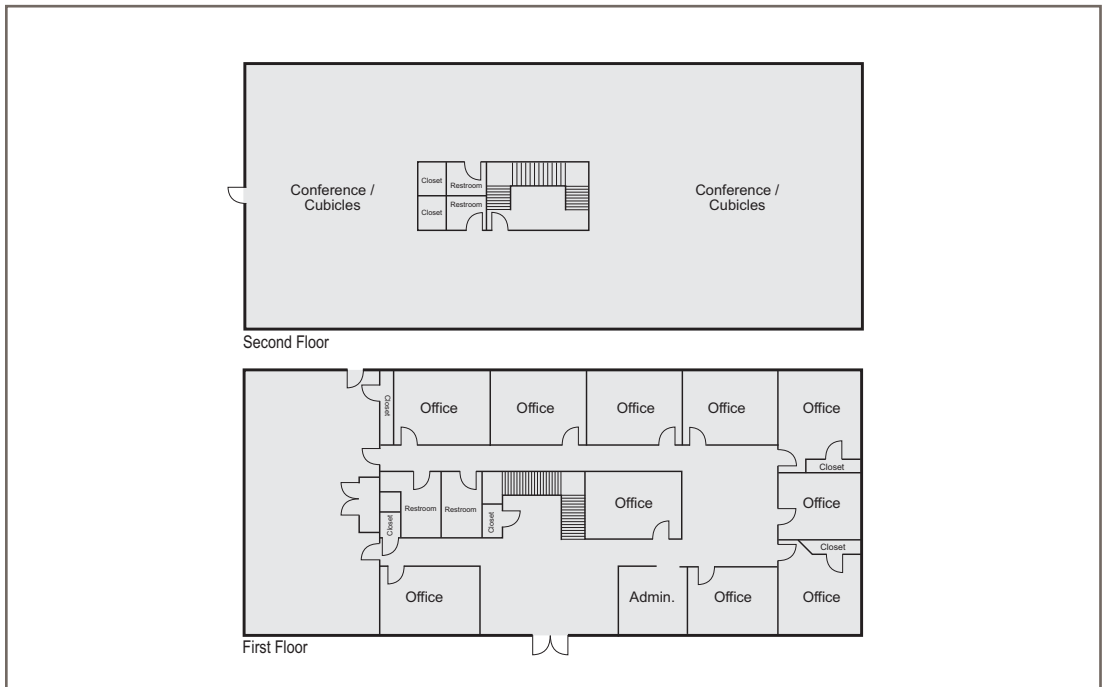 Closet
Restroom
Conference /
Cubicles
Conference /
Cubicles
Closet
Restroom
Second Floor
Closet
Office
Office
Office
Office
Office
Closet
Office
Office
Restroom
Restroom
Closet
Closet
Closet
Office
Admin.
Office
Office
First Floor